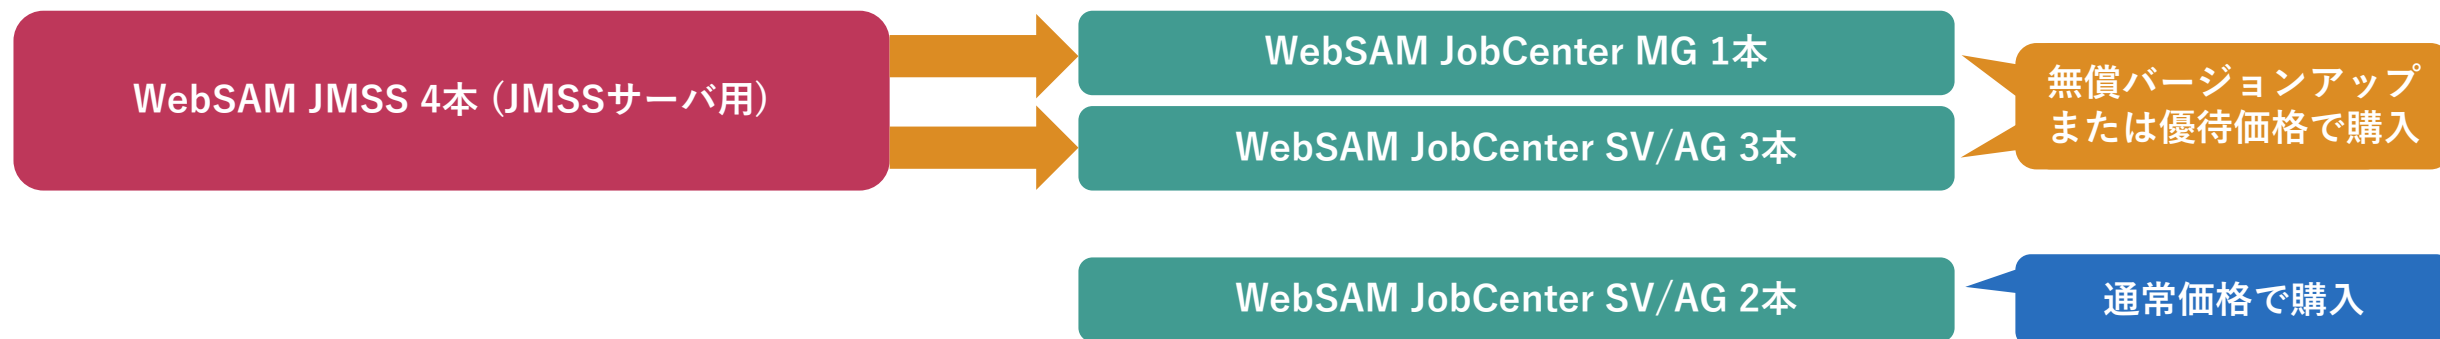 WebSAM JMSS 4本 (JMSSサーバ用)
WebSAM JobCenter MG 1本
WebSAM JobCenter SV/AG 3本
無償バージョンアップ
または優待価格で購入
WebSAM JobCenter SV/AG 2本
通常価格で購入